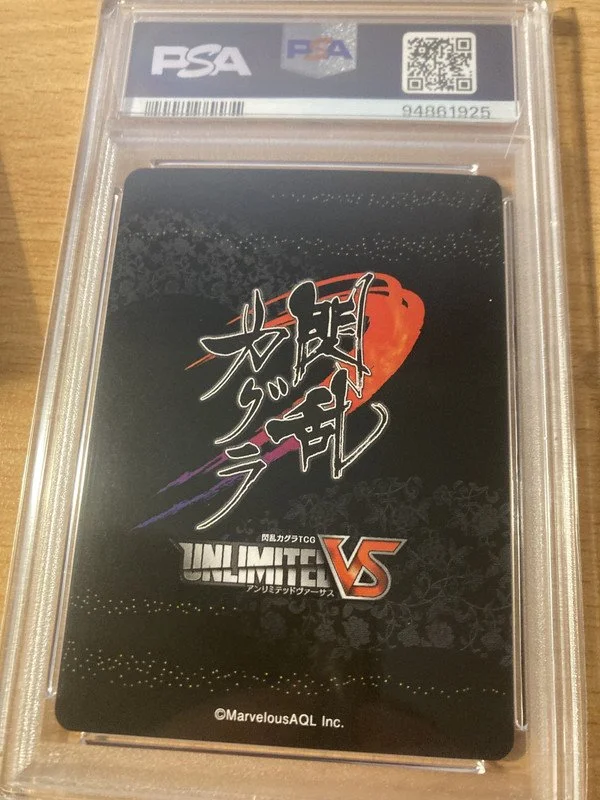 PSA
PSA
94861925
閃乱
カグラ
閃乱カグラTCG
UNLIMITED VS
アンリミテッドヴァーサス
©MarvelousAQL Inc.